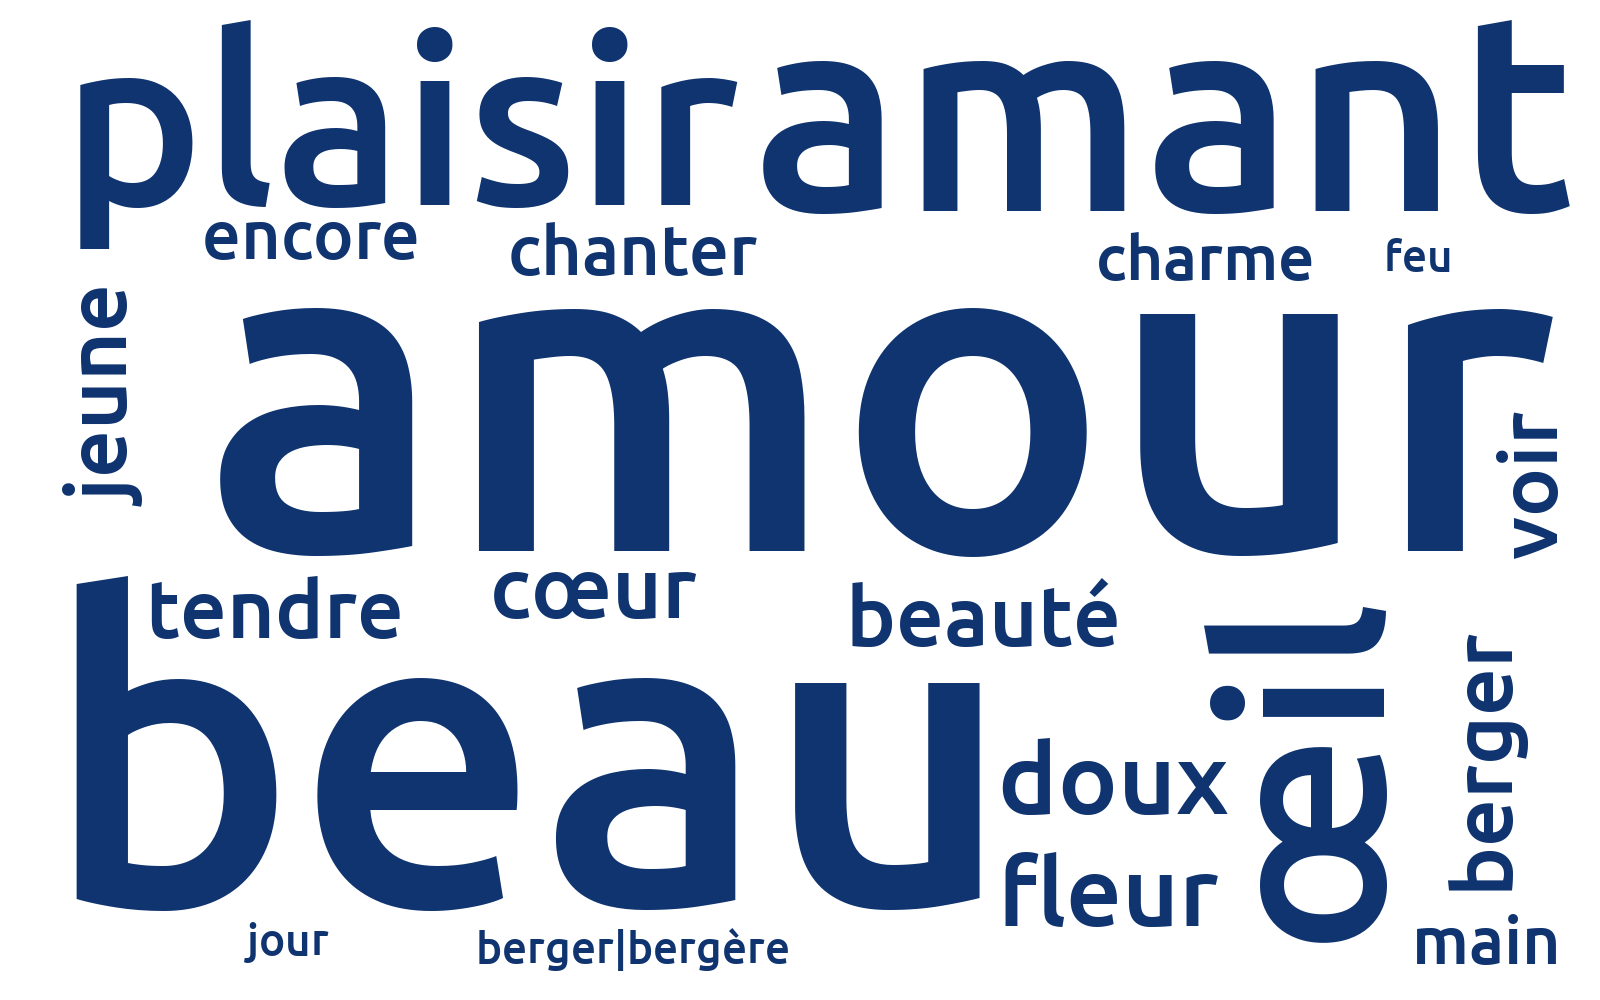 plaisir amant
encore chanter charme feu
jeune
amour
voir
tendre cœur beauté
beau
œil
berger
doux
fleur
jour berger|bergère main